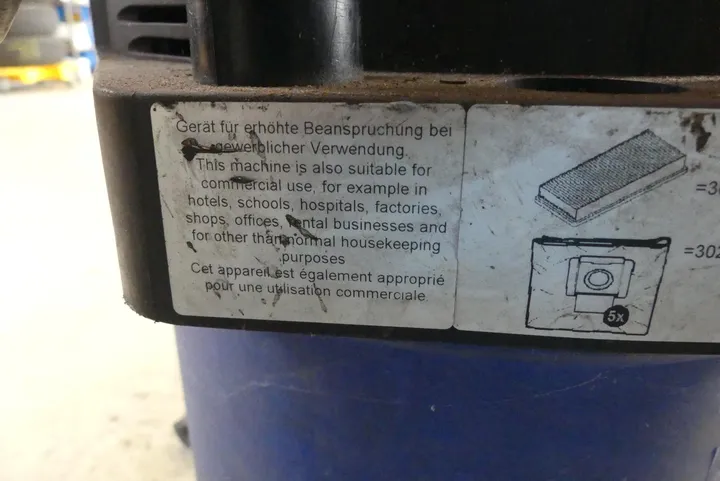 Gerät für erhöhte Beanspruchung bei
gewerblicher Verwendung.
This machine is also suitable for
commercial use, for example in
hotels, schools, hospitals, factories,
shops, offices, rental businesses and
for other than normal housekeeping
purposes
Cet appareil est également approprié
pour une utilisation commerciale
=3
=302
5x